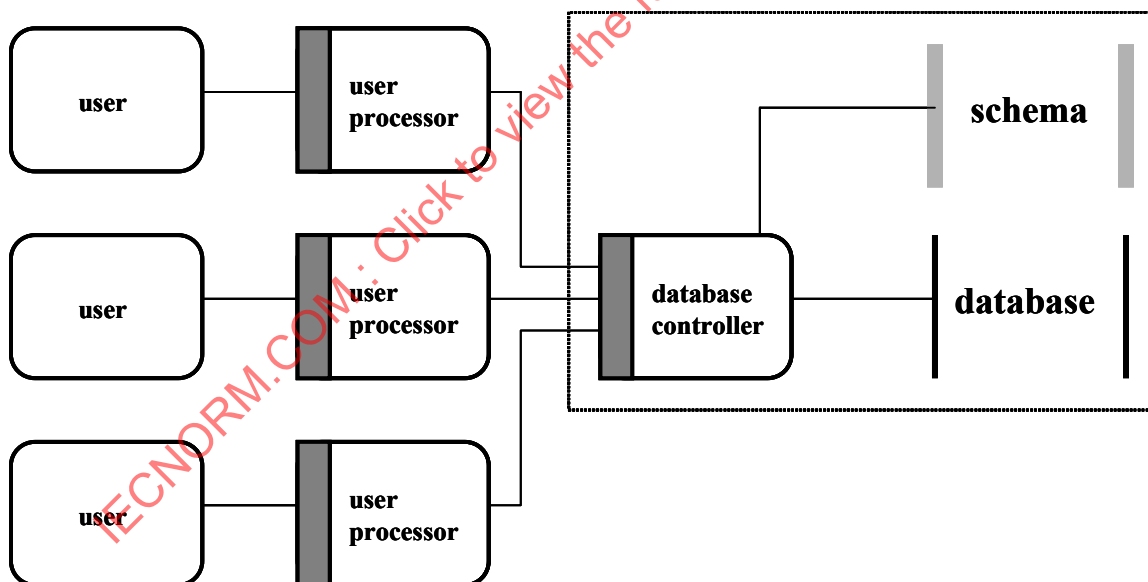 user
user
processor
schema
user
user
processor
database
controller
database
user
user
processor
IECNORM.COM : Click to view the